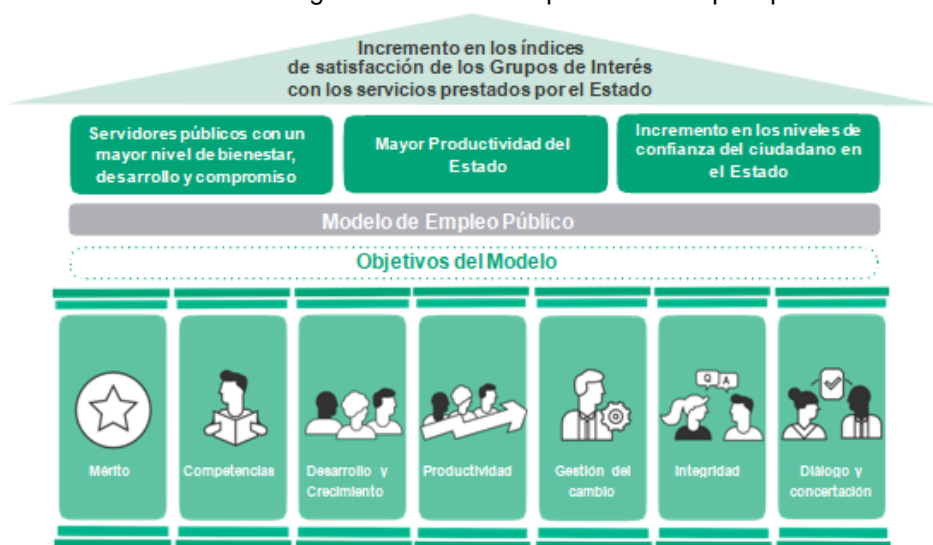 Incremento en los índices
de satisfacción de los Grupos de Interés
con los servicios prestados por el Estado
Servidores públicos con un
mayor nivel de bienestar,
desarrollo y compromiso
Mayor Productividad del
Estado
Incremento en los niveles de
confianza del ciudadano en
el Estado
Modelo de Empleo Público
Objetivos del Modelo
Q A
Mérito
Competencias
Desarrollo y
Crecimiento
Productividad
Gestión del
cambio
Integridad
Diálogo y
concertación